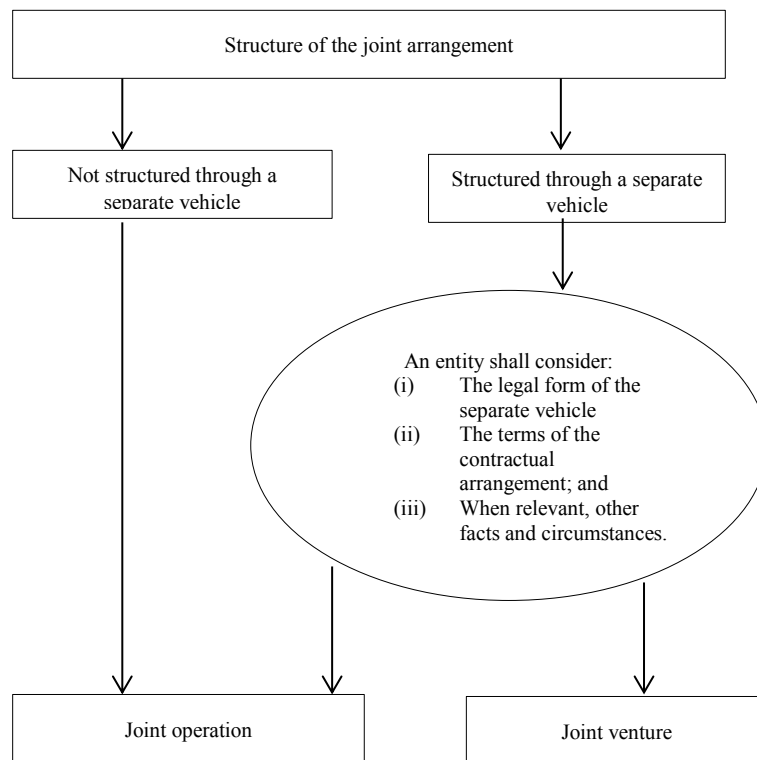 Structure of the joint arrangement
Not structured through a
separate vehicle
Structured through a separate
vehicle
An entity shall consider:
(i) The legal form of the
separate vehicle
(ii) The terms of the
contractual
arrangement; and
(iii) When relevant, other
facts and circumstances.
Joint operation
Joint venture